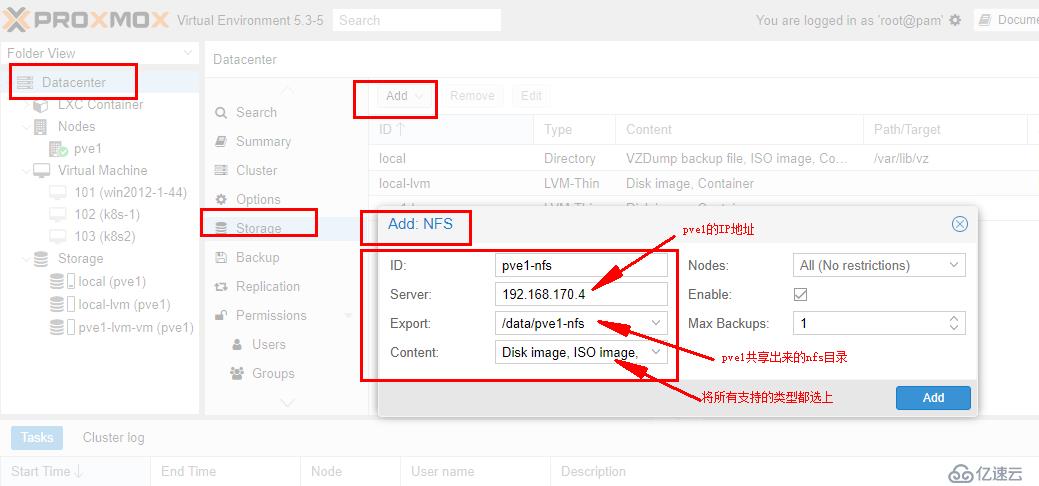 PROXMOX Virtual Environment 5.3-5 Search You are logged in as 'root@pam' Docume
Folder View
Datacenter
LXC Container
Nodes
pve1
Virtual Machine
101 (win2012-1-44)
102 (k8s-1)
103 (k8s2)
Storage
local (pve1)
local-lvm (pve1)
pve1-lvm-vm (pve1)
Datacenter
Search
Summary
Cluster
Options
Storage
Backup
Replication
Permissions
Users
Groups
Add Remove Edit
ID Type Content Path/Target
local Directory VZDump backup file, ISO image, Co... /var/lib/vz
local-lvm LVM-Thin Disk image, Container
Add: NFS
pve1的IP地址
ID: pve1-nfs Nodes: All (No restrictions)
Server: 192.168.170.4 Enable:
Export: /data/pve1-nfs Max Backups: 1
Content: Disk image, ISO image,
pve1共享出来的nfs目录
将所有支持的类型都选上
Add
Tasks Cluster log
Start Time End Time Node User name Description
亿速云